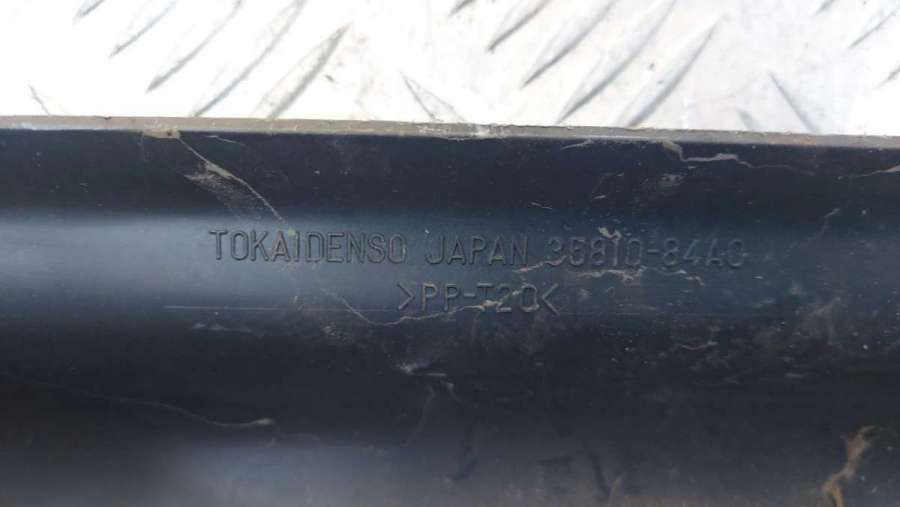 TOKAIDENSO JAPAN 35810-84A0
>PP-T20<